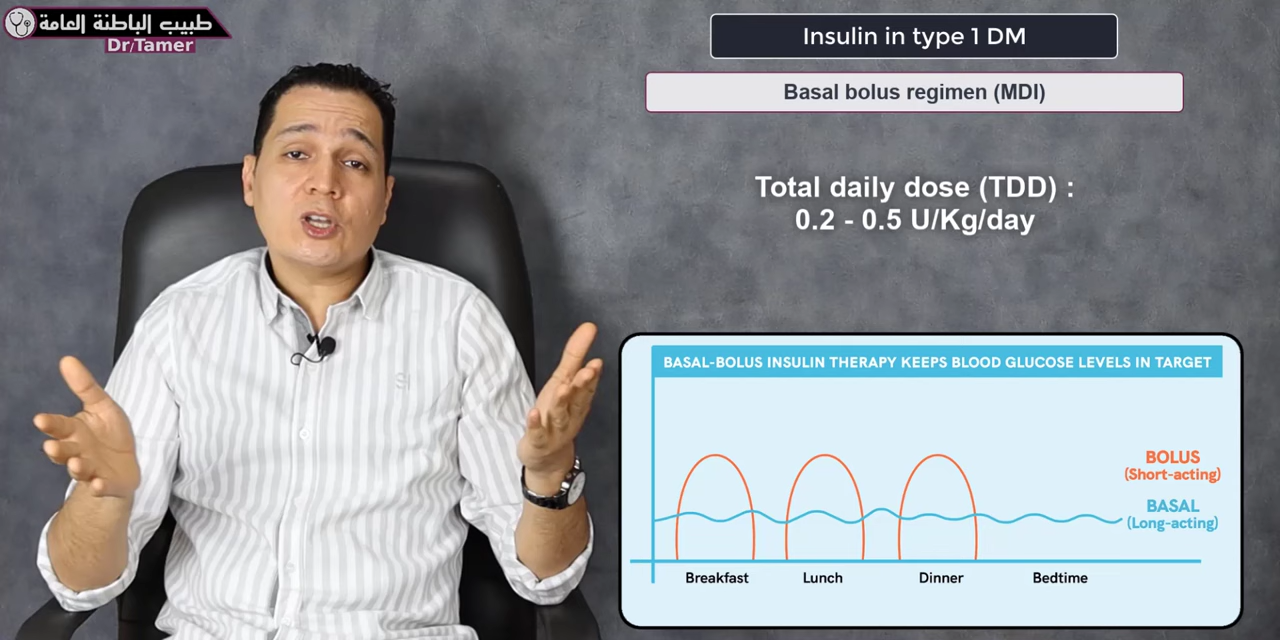 طبيب الباطنة العامة
Dr/Tamer
Insulin in type 1 DM
Basal bolus regimen (MDI)
Total daily dose (TDD) :
0.2 - 0.5 U/Kg/day
BASAL-BOLUS INSULIN THERAPY KEEPS BLOOD GLUCOSE LEVELS IN TARGET
BOLUS
(Short-acting)
BASAL
(Long-acting)
Breakfast
Lunch
Dinner
Bedtime